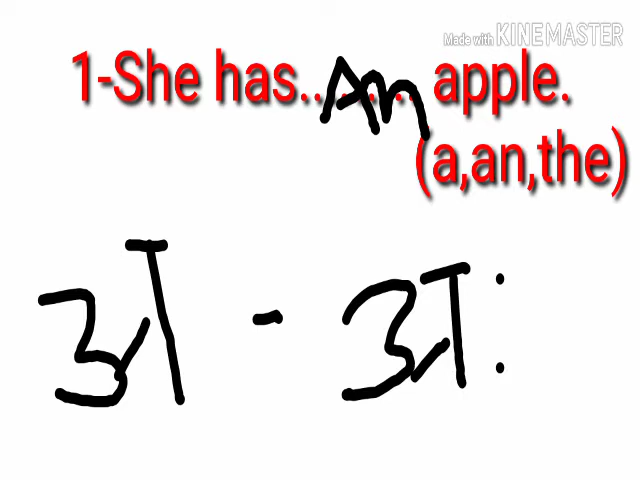 Made with KINEMASTER
1-She has..An.. apple.
(a,an,the)
अ - अः